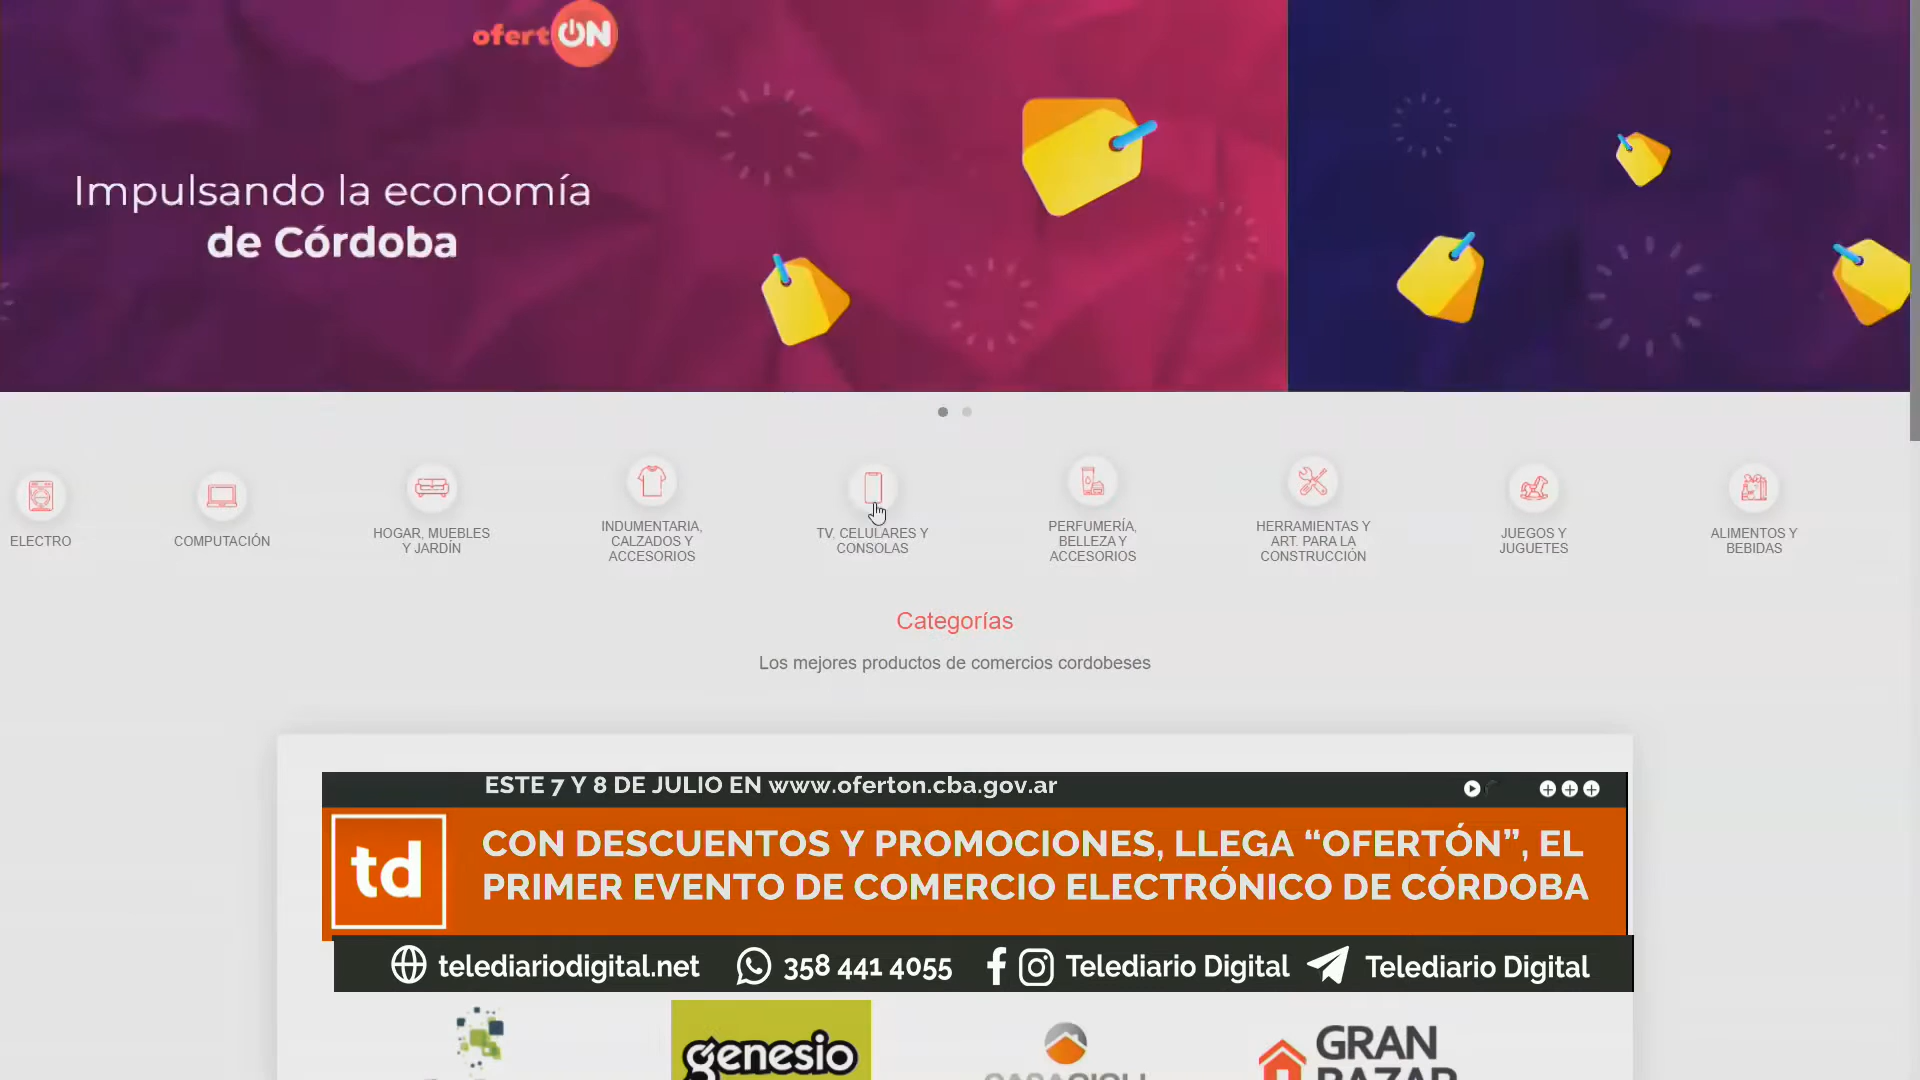 ofertON
Impulsando la economía
de Córdoba
ELECTRO
COMPUTACIÓN
HOGAR, MUEBLES
Y JARDÍN
INDUMENTARIA,
CALZADOS Y
ACCESORIOS
TV, CELULARES Y
CONSOLAS
PERFUMERÍA,
BELLEZA Y
ACCESORIOS
HERRAMIENTAS Y
ART. PARA LA
CONSTRUCCIÓN
JUEGOS Y
JUGUETES
ALIMENTOS Y
BEBIDAS
Categorías
Los mejores productos de comercios cordobeses
ESTE 7 Y 8 DE JULIO EN www.oferton.cba.gov.ar
td
CON DESCUENTOS Y PROMOCIONES, LLEGA “OFERTÓN”, EL
PRIMER EVENTO DE COMERCIO ELECTRÓNICO DE CÓRDOBA
telediariodigital.net 358 441 4055 Telediario Digital Telediario Digital
genesio
GRAN
BAZAR